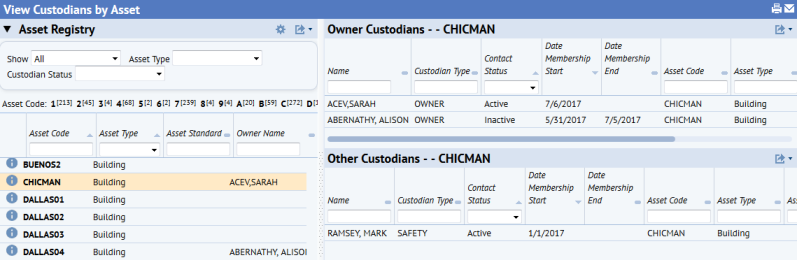 View Custodians by Asset
Asset Registry
Show All Asset Type
Custodian Status
Asset Code: 1[213] 2[45] 3[4] 4[68] 5[2] 6[2] 7[239] 8[4] 9[4] A[20] B[59] C[272] D[1
Asset Code Asset Type Asset Standard Owner Name
BUENOS2 Building
CHICMAN Building ACEV,SARAH
DALLAS01 Building
DALLAS02 Building
DALLAS03 Building
DALLAS04 Building ABERNATHY, ALISON
Owner Custodians - - CHICMAN
Name Custodian Type Contact Status Date Membership Start Date Membership End Asset Code Asset Type
ACEV,SARAH OWNER Active 7/6/2017 CHICMAN Building
ABERNATHY, ALISON OWNER Inactive 5/31/2017 7/5/2017 CHICMAN Building
Other Custodians - - CHICMAN
Name Custodian Type Contact Status Date Membership Start Date Membership End Asset Code Asset Type
RAMSEY, MARK SAFETY Active 1/1/2017 CHICMAN Building